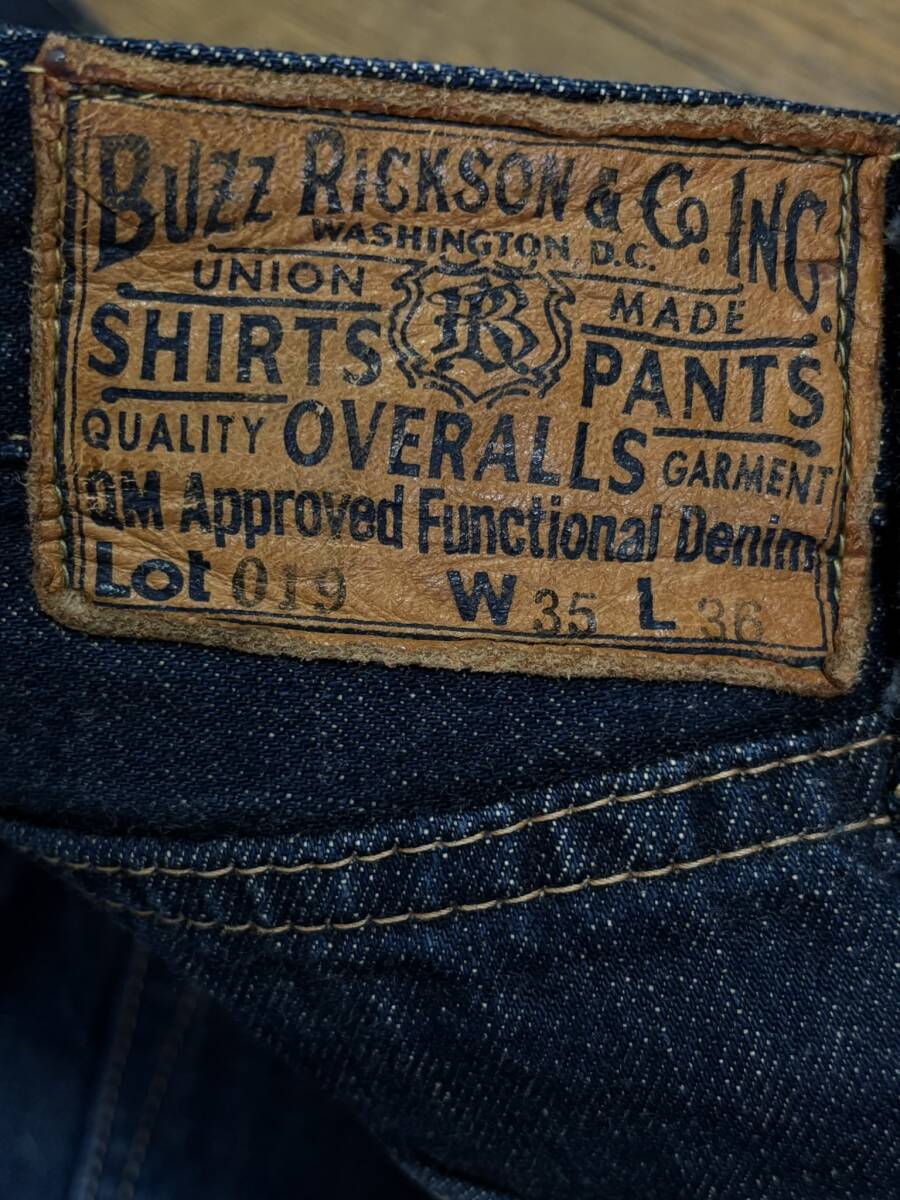 BUZZ RICKSON & CO. INC.
WASHINGTON, D.C.
UNION MADE
BR
SHIRTS PANTS
QUALITY OVERALLS GARMENT
QM Approved Functional Denim
Lot 019 W 35 L 36